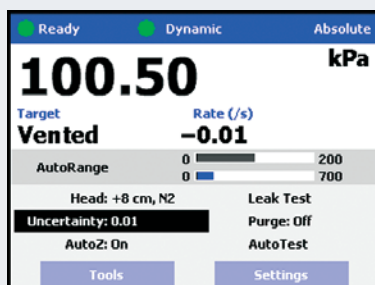 Ready Dynamic Absolute
100.50 kPa
Target Rate (/s)
Vented −0.01
AutoRange 0 200
0 700
Head: +8 cm, N2 Leak Test
Uncertainty: 0.01 Purge: Off
AutoZ: On AutoTest
Tools Settings